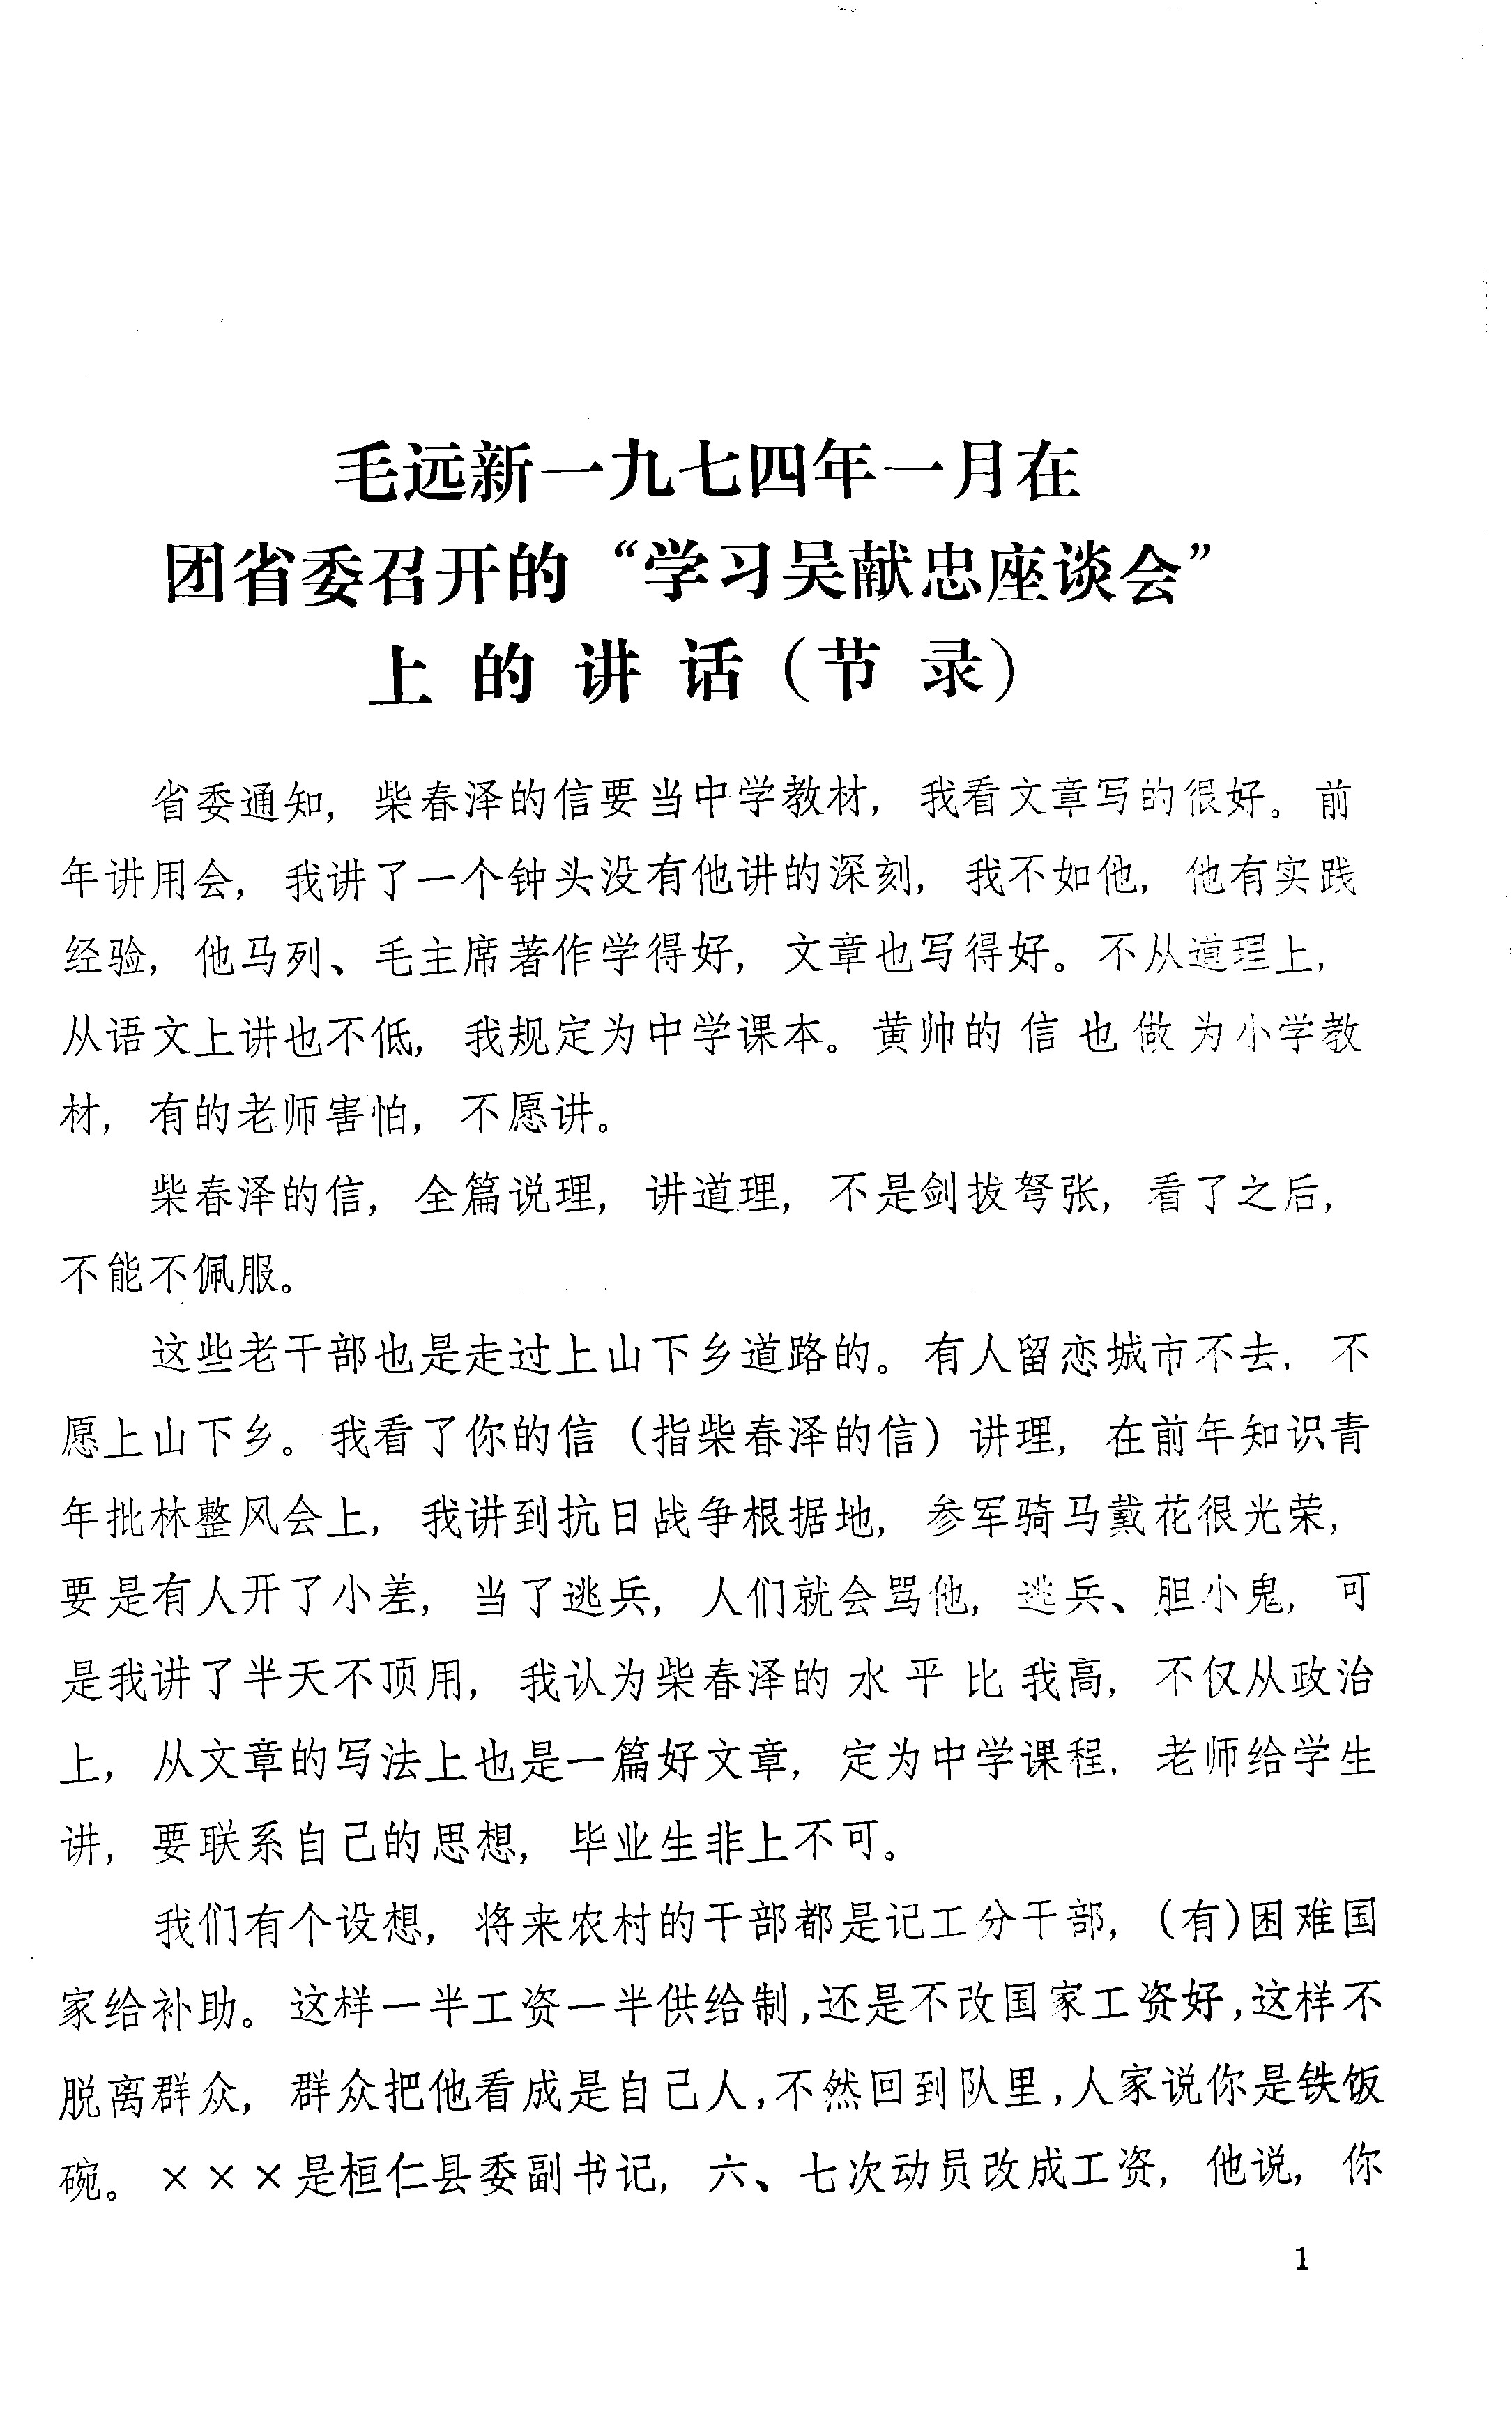 毛远新一九七四年一月在
团省委召开的“学习吴献忠座谈会”
上的讲话（节录）
省委通知，柴春泽的信要当中学教材，我看文章写的很好。前
年讲用会，我讲了一个钟头没有他讲的深刻，我不如他，他有实践
经验，他马列、毛主席著作学得好，文章也写得好。不从道理上，
从语文上讲也不低，我规定为中学课本。黄帅的信也做为小学教
材，有的老师害怕，不愿讲。
柴春泽的信，全篇说理，讲道理，不是剑拔弩张，看了之后，
不能不佩服。
这些老干部也是走过上山下乡道路的。有人留恋城市不去，不
愿上山下乡。我看了你的信（指柴春泽的信）讲理，在前年知识青
年批林整风会上，我讲到抗日战争根据地，参军骑马戴花很光荣，
要是有人开了小差，当了逃兵，人们就会骂他，逃兵、胆小鬼，可
是我讲了半天不顶用，我认为柴春泽的水平比我高，不仅从政治
上，从文章的写法上也是一篇好文章，定为中学课程，老师给学生
讲，要联系自己的思想，毕业生非上不可。
我们有个设想，将来农村的干部都是记工分干部，（有）困难国
家给补助。这样一半工资一半供给制，还是不改国家工资好，这样不
脱离群众，群众把他看成是自己人，不然回到队里，人家说你是铁饭
碗。×××是桓仁县委副书记，六、七次动员改成工资，他说，你
1